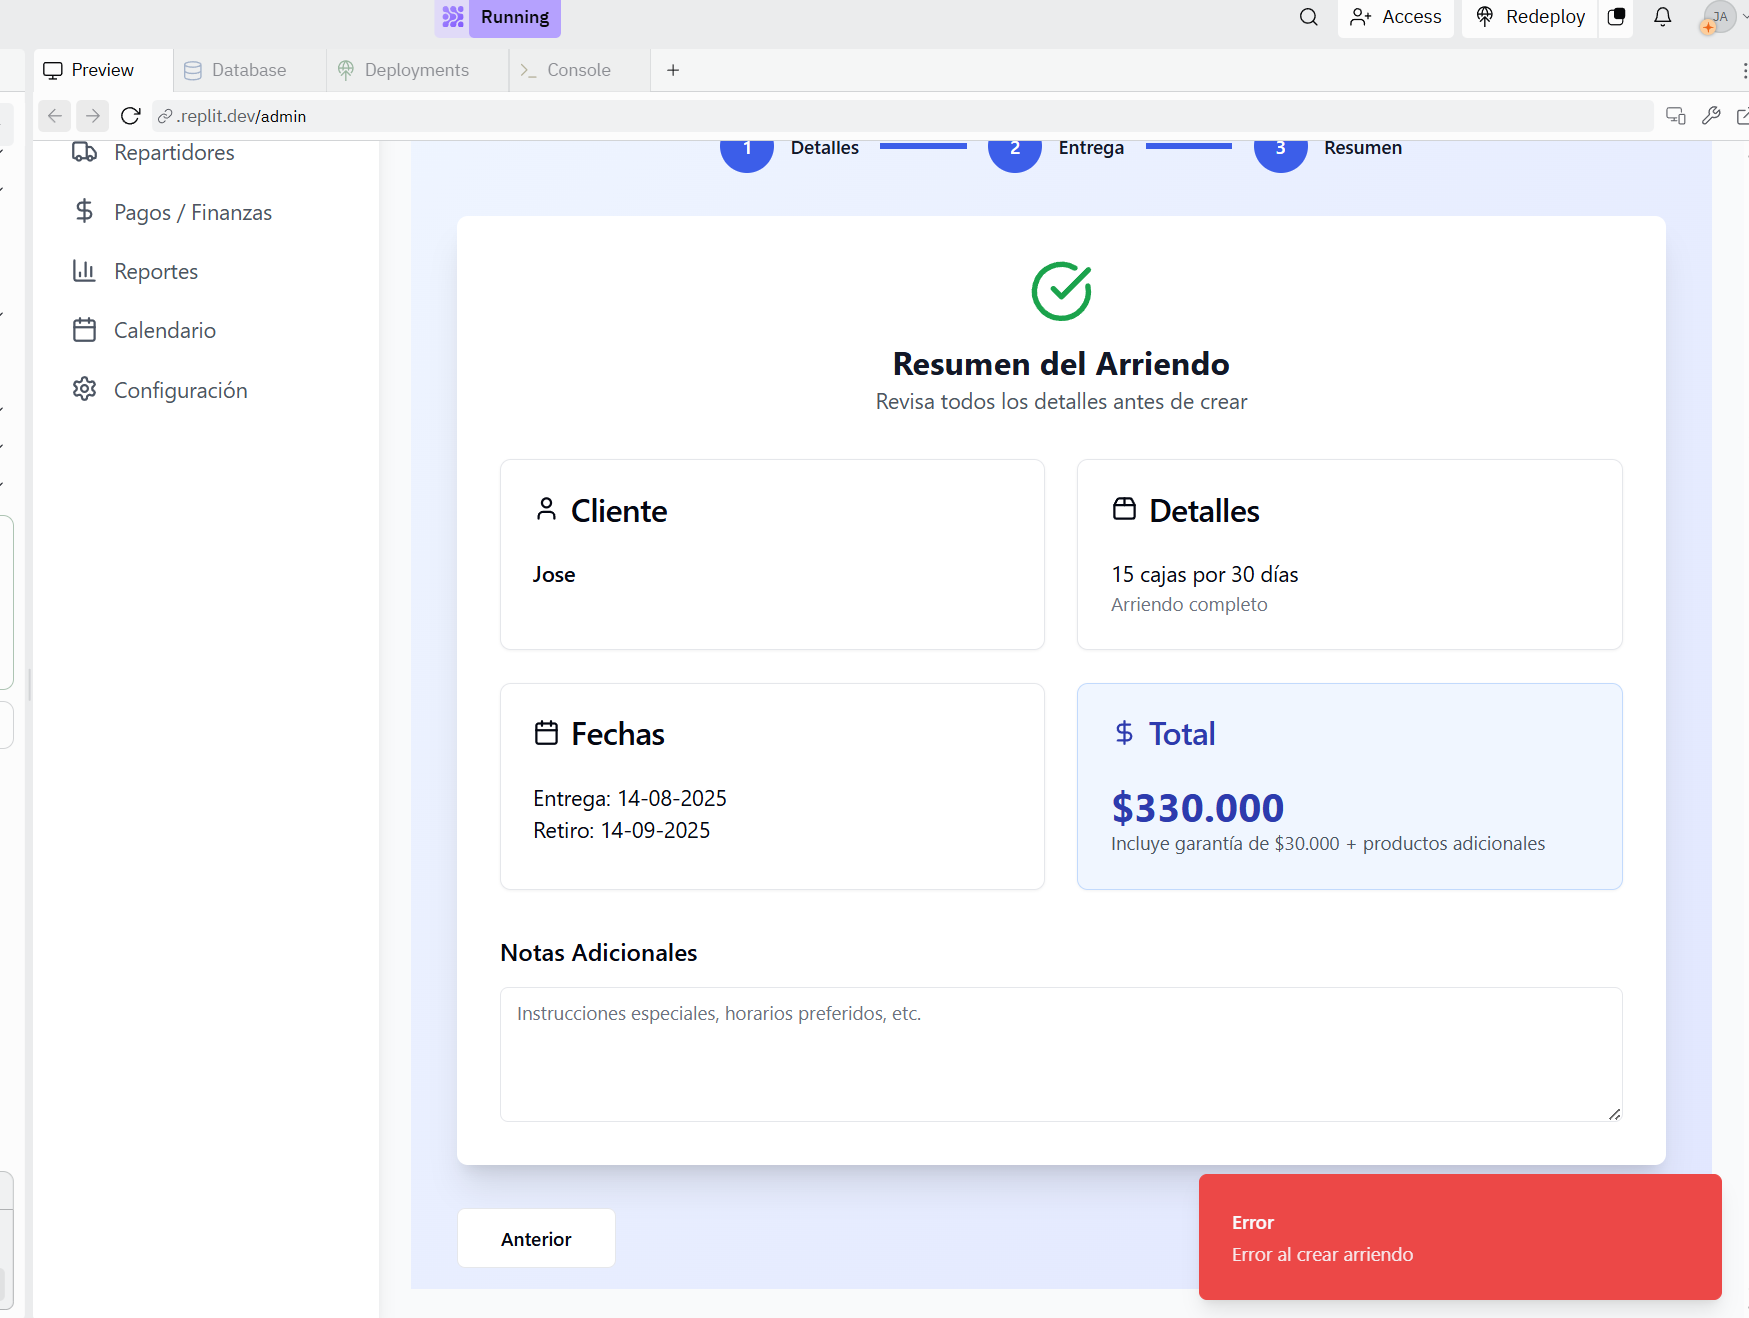 Running
Access
Redeploy
JA
Preview
Database
Deployments
Console
.replit.dev/admin
Repartidores
Pagos / Finanzas
Reportes
Calendario
Configuración
1 Detalles
2 Entrega
3 Resumen
Resumen del Arriendo
Revisa todos los detalles antes de crear
Cliente
Jose
Detalles
15 cajas por 30 días
Arriendo completo
Fechas
Entrega: 14-08-2025
Retiro: 14-09-2025
$ Total
$330.000
Incluye garantía de $30.000 + productos adicionales
Notas Adicionales
Instrucciones especiales, horarios preferidos, etc.
Anterior
Error
Error al crear arriendo